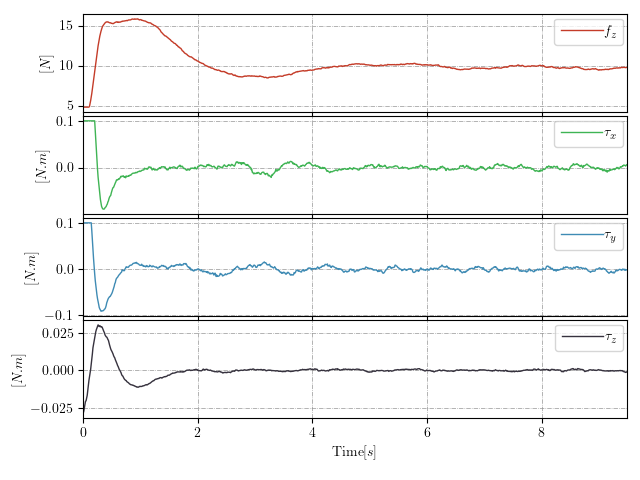 15
10
5
[N]
f_z
0.1
0.0
[N.m]
τ_x
0.1
0.0
−0.1
[N.m]
τ_y
0.025
0.000
−0.025
[N.m]
τ_z
0 2 4 6 8
Time[s]